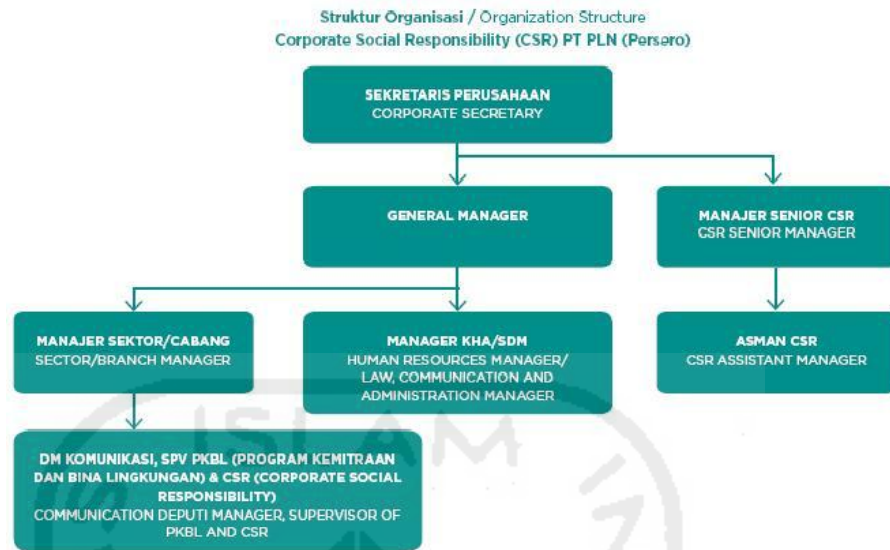 Struktur Organisasi / Organization Structure
Corporate Social Responsibility (CSR) PT PLN (Persero)
SEKRETARIS PERUSAHAAN
CORPORATE SECRETARY
GENERAL MANAGER
MANAJER SENIOR CSR
CSR SENIOR MANAGER
MANAJER SEKTOR/CABANG
SECTOR/BRANCH MANAGER
MANAGER KHA/SDM
HUMAN RESOURCES MANAGER/
LAW, COMMUNICATION AND
ADMINISTRATION MANAGER
ASMAN CSR
CSR ASSISTANT MANAGER
DM KOMUNIKASI, SPV PKBL (PROGRAM KEMITRAAN
DAN BINA LINGKUNGAN) & CSR (CORPORATE SOCIAL
RESPONSIBILITY)
COMMUNICATION DEPUTI MANAGER, SUPERVISOR OF
PKBL AND CSR
ISLAM